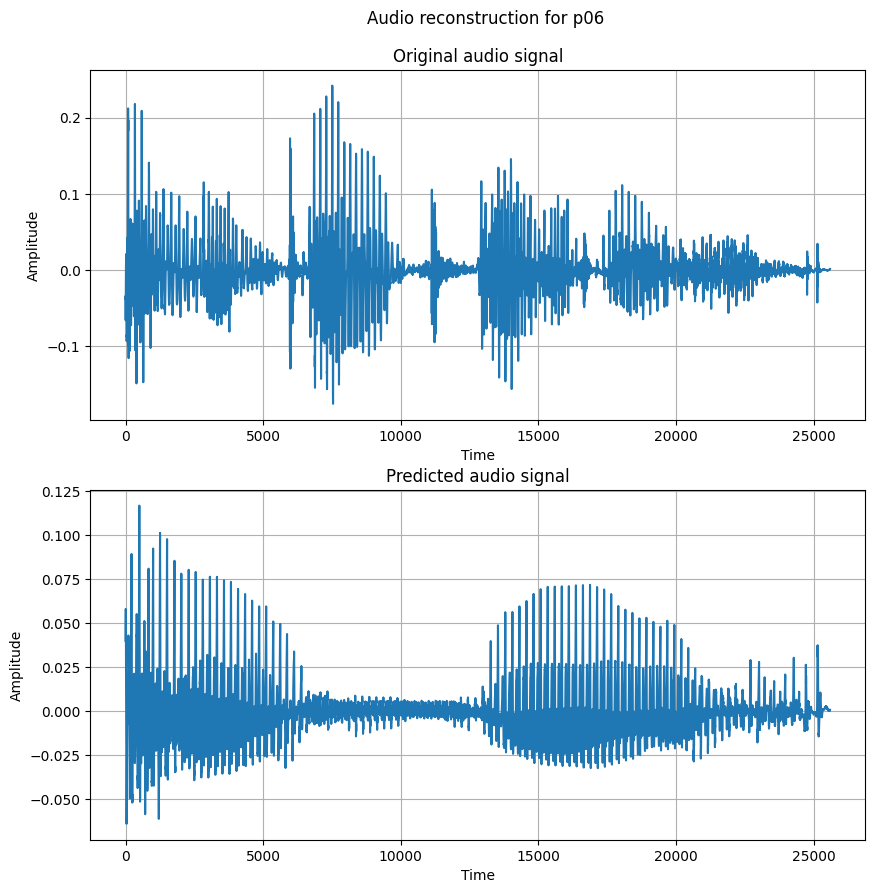 Audio reconstruction for p06
Original audio signal
0.2
0.1
0.0
−0.1
Amplitude
0 5000 10000 15000 20000 25000
Time
Predicted audio signal
0.125
0.100
0.075
0.050
0.025
0.000
−0.025
−0.050
Amplitude
0 5000 10000 15000 20000 25000
Time